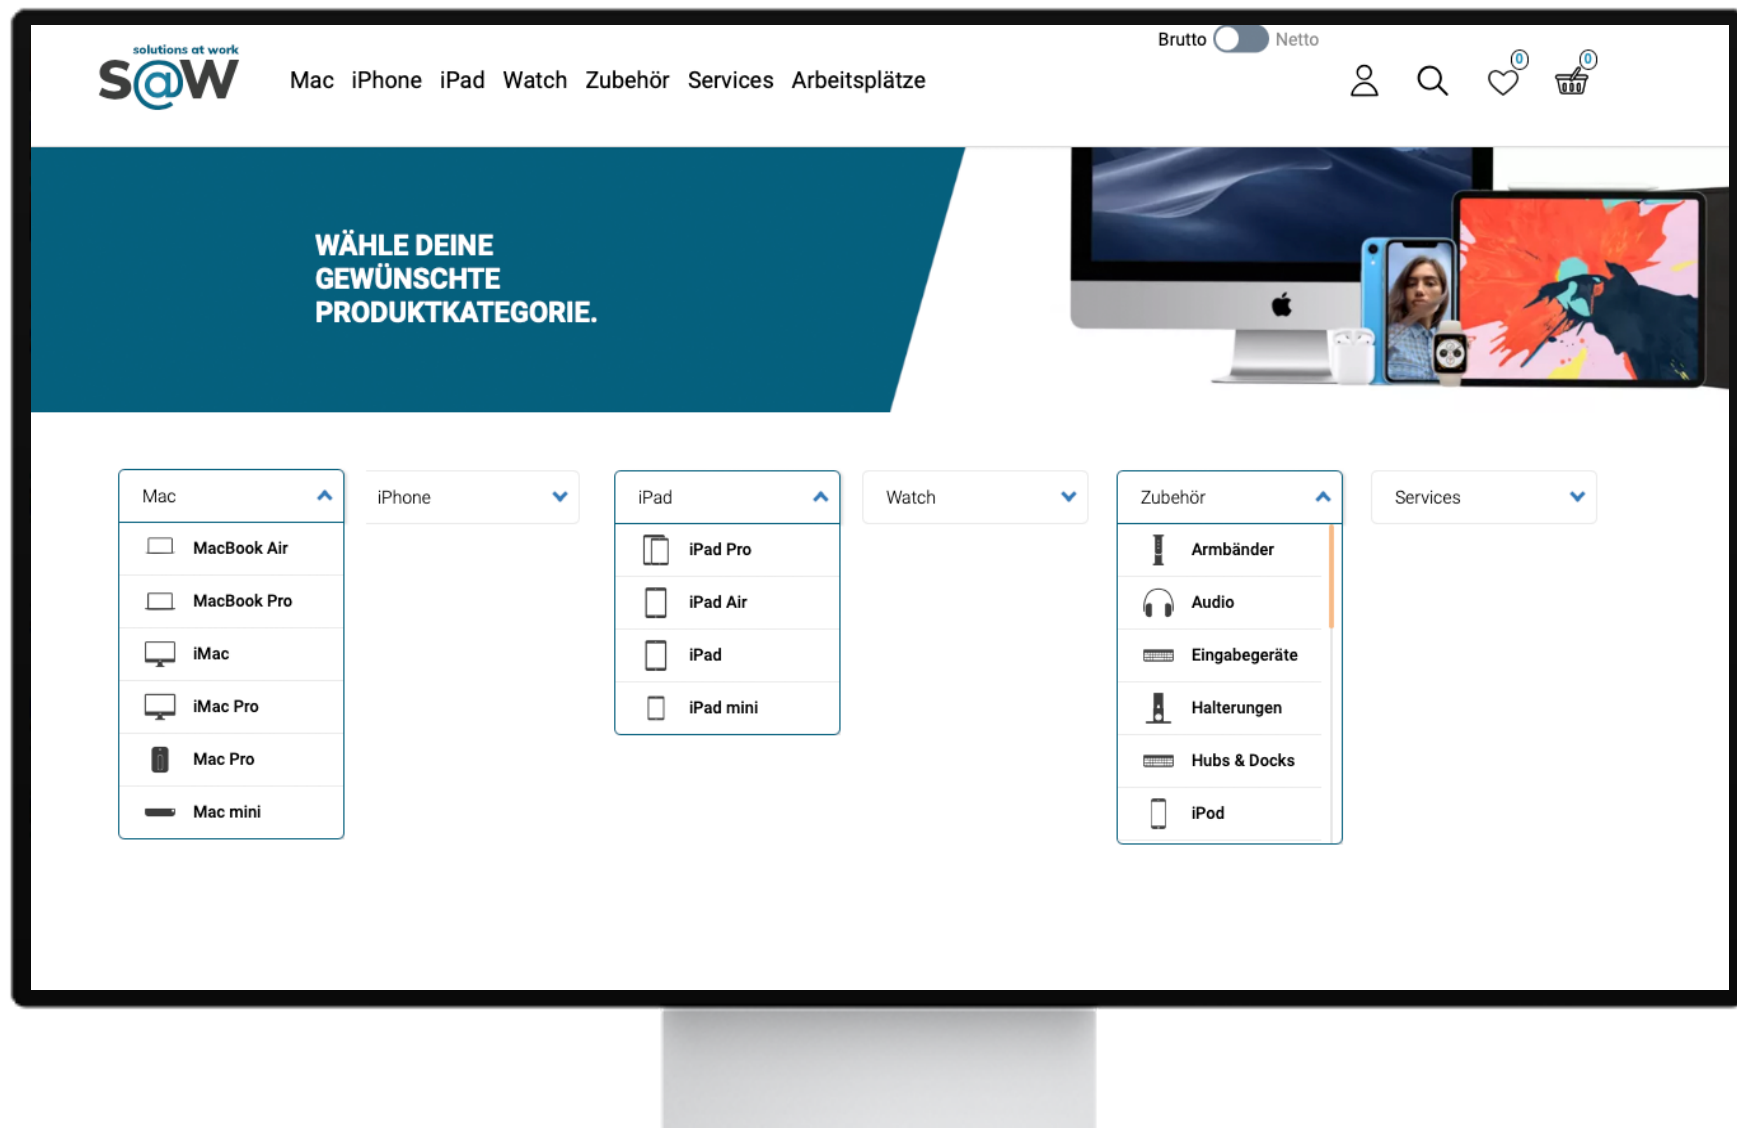 solutions at work
S@W
Mac iPhone iPad Watch Zubehör Services Arbeitsplätze
Brutto Netto
0
0
WÄHLE DEINE
GEWÜNSCHTE
PRODUKTKATEGORIE.
Mac
MacBook Air
MacBook Pro
iMac
iMac Pro
Mac Pro
Mac mini
iPhone
iPad
iPad Pro
iPad Air
iPad
iPad mini
Watch
Zubehör
Armbänder
Audio
Eingabegeräte
Halterungen
Hubs & Docks
iPod
Services